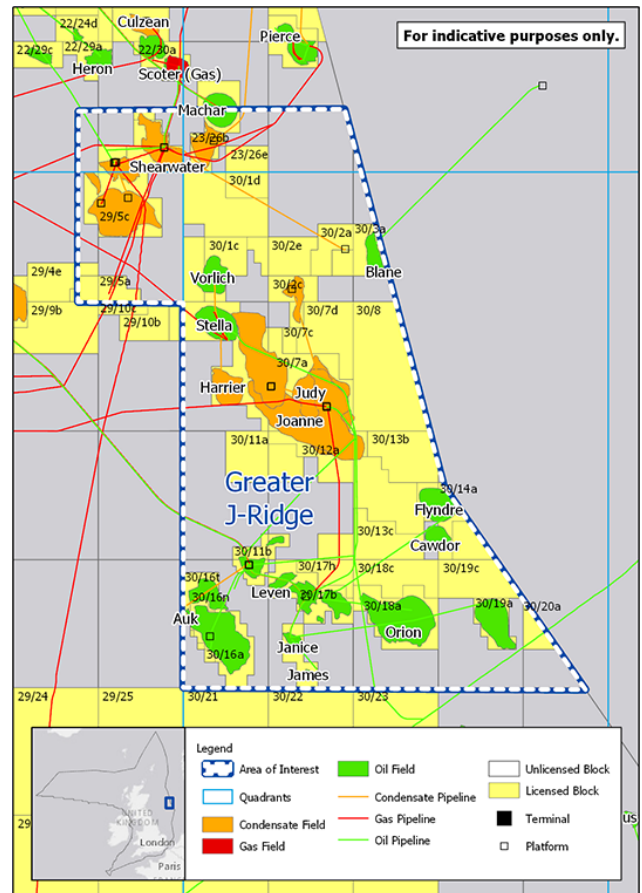 Culzean
22/24d
22/29c
22/29a
22/30a
Heron
Scoter (Gas)
Pierce
For indicative purposes only.
Machar
23/26b
Shearwater
23/26e
30/1d
29/5c
30/2a
30/3a
30/1c
30/2e
Blane
29/4e
Vorlich
29/5a
30/2c
29/9b
29/10c
30/7d
30/8
29/10b
Stella
30/7c
30/7a
Harrier
Judy
Joanne
30/11a
30/12a
30/13b
Greater
J-Ridge
30/14a
Flyndre
30/13c
Cawdor
30/11b
30/16t
30/17h
30/18c
30/19c
30/16n
Leven
30/17b
Auk
30/18a
30/19a
30/20a
Orion
30/16a
Janice
James
29/24
29/25
30/21
30/22
30/23
29
us
UNITED
KINGDOM
London
Paris
Legend
Area of Interest
Quadrants
Condensate Field
Gas Field
Oil Field
Condensate Pipeline
Gas Pipeline
Oil Pipeline
Unlicensed Block
Licensed Block
Terminal
Platform